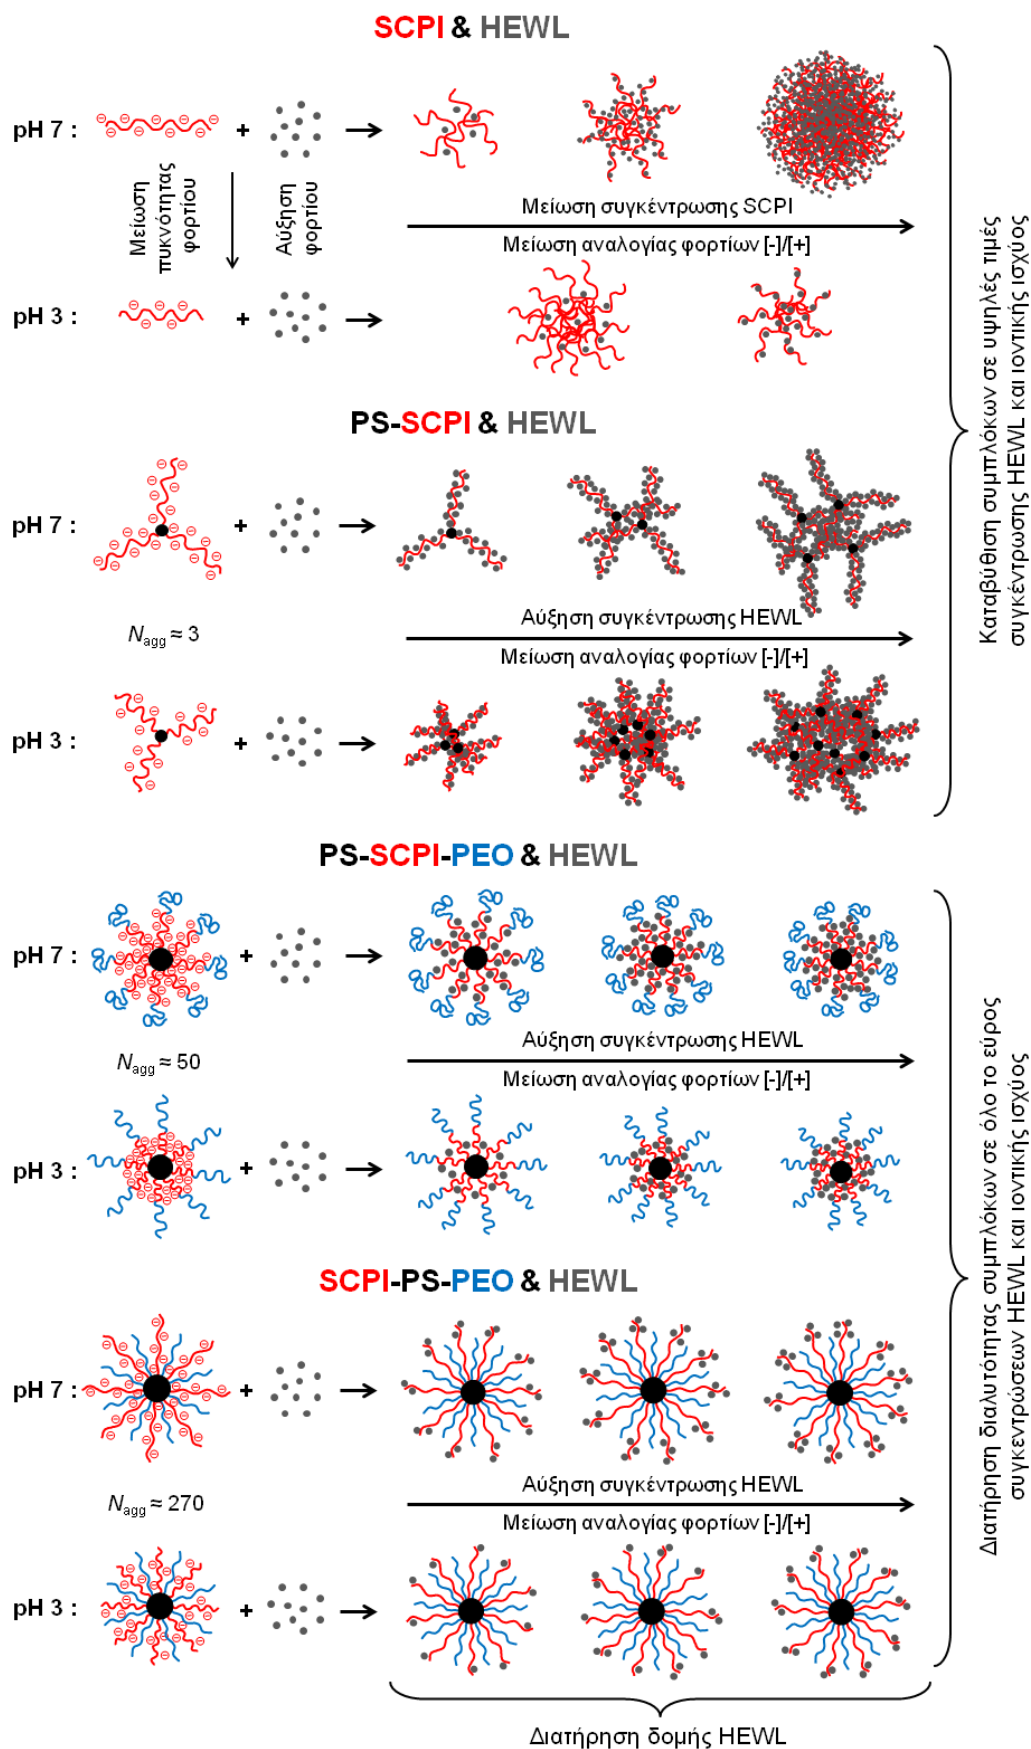 SCPI & HEWL
pH 7 :
+
Μείωση
πυκνότητας
φορτίου
Αύξηση
φορτίου
Μείωση συγκέντρωσης SCPI
Μείωση αναλογίας φορτίων [-]/[+]
pH 3 :
+
PS-SCPI & HEWL
pH 7 :
+
Nagg ≈ 3
Αύξηση συγκέντρωσης HEWL
Μείωση αναλογίας φορτίων [-]/[+]
pH 3 :
+
Καταβύθιση συμπλόκων σε υψηλές τιμές
συγκέντρωσης HEWL και ιοντικής ισχύος
PS-SCPI-PEO & HEWL
pH 7 :
+
Nagg ≈ 50
Αύξηση συγκέντρωσης HEWL
Μείωση αναλογίας φορτίων [-]/[+]
pH 3 :
+
SCPI-PS-PEO & HEWL
pH 7 :
+
Nagg ≈ 270
Αύξηση συγκέντρωσης HEWL
Μείωση αναλογίας φορτίων [-]/[+]
pH 3 :
+
Διατήρηση διαλυτότητας συμπλόκων σε όλο το εύρος
συγκεντρώσεων HEWL και ιοντικής ισχύος
Διατήρηση δομής HEWL